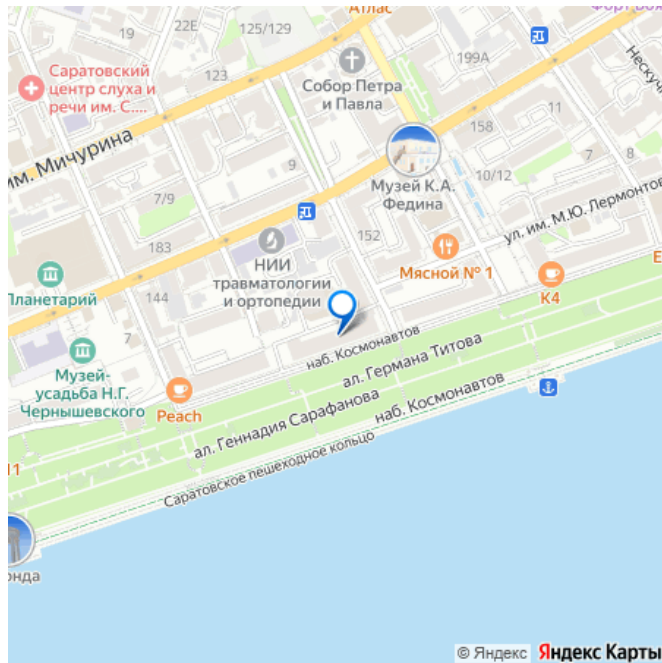 Атлас
22Е
125/129
199А
Саратовский
центр слуха и
речи им. С....
123
Собор Петра
и Павла
11
158
им. Мичурина
9
Музей К.А.
Федина
10/12
7
8
7/9
ул. им. М.Ю. Лермонтов
183
152
НИИ
травматологии
и ортопедии
Мясной № 1
К4
Планетарий
144
наб. Космонавтов
ал. Германа Титова
Музей-
усадьба Н.Г.
Чернышевского
Peach
наб. Космонавтов
ал. Геннадия Сарафанова
Саратовское пешеходное кольцо
11
онда
© Яндекс Яндекс Карты